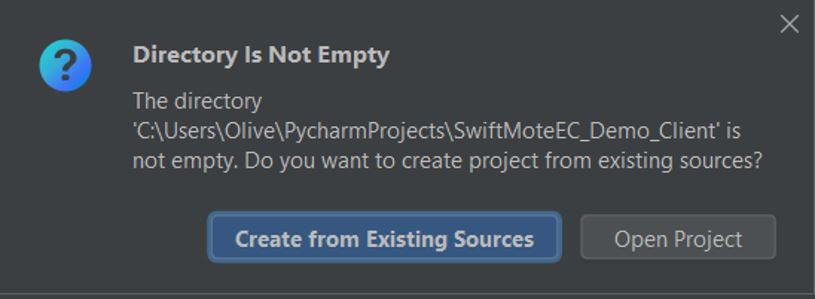 Directory Is Not Empty
The directory
'C:\Users\Olive\PycharmProjects\SwiftMoteEC_Demo_Client' is
not empty. Do you want to create project from existing sources?
Create from Existing Sources
Open Project